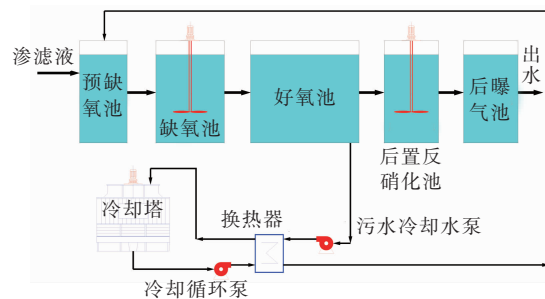 渗滤液
预缺
氧池
缺氧池
好氧池
后置反
硝化池
后曝
气池
出
水
冷却塔
换热器
污水冷却水泵
冷却循环泵